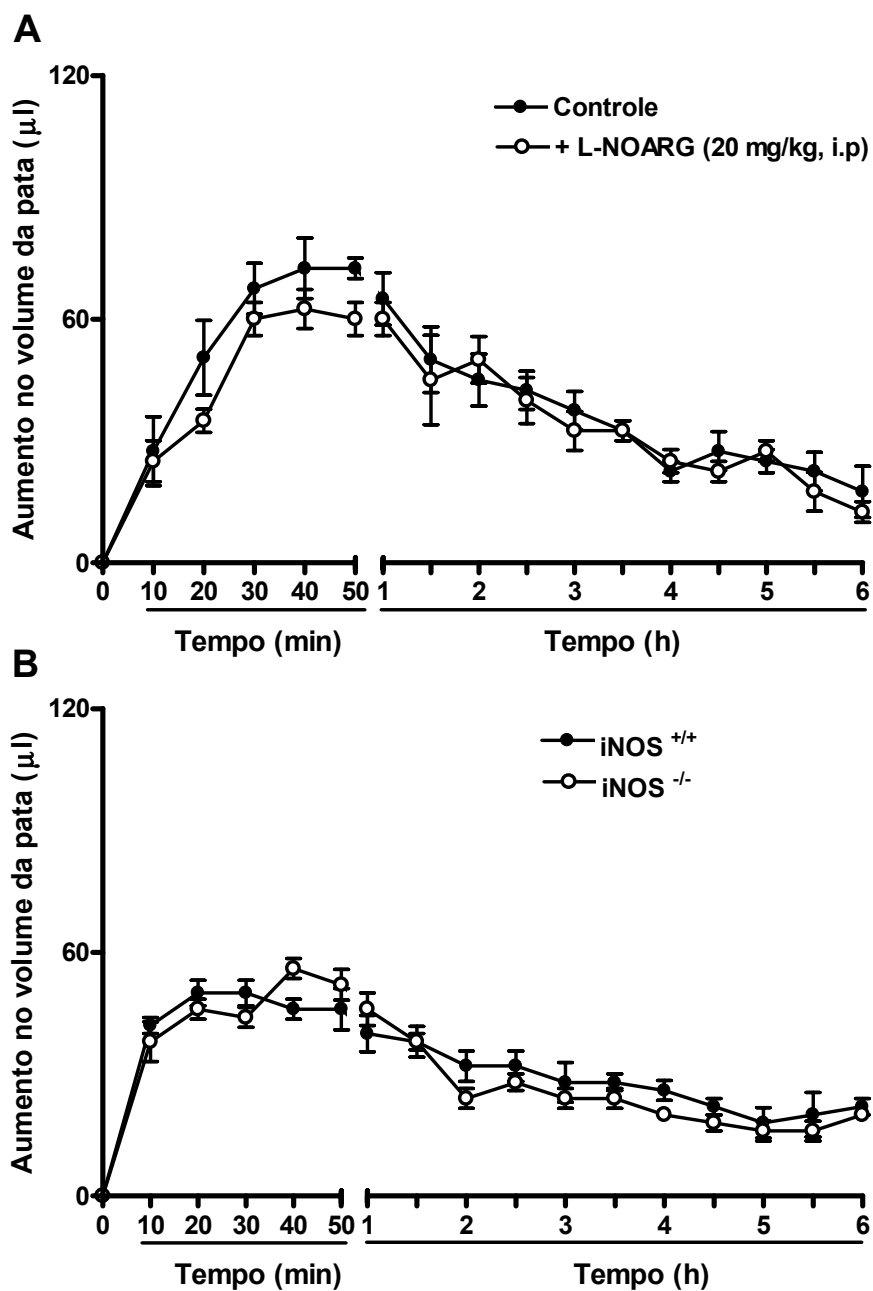 A
Aumento no volume da pata (μl)
120
60
0
Controle
+ L-NOARG (20 mg/kg, i.p)
0 10 20 30 40 50 1 2 3 4 5 6
Tempo (min) Tempo (h)
B
Aumento no volume da pata (μl)
120
60
0
iNOS +/+
iNOS -/-
0 10 20 30 40 50 1 2 3 4 5 6
Tempo (min) Tempo (h)